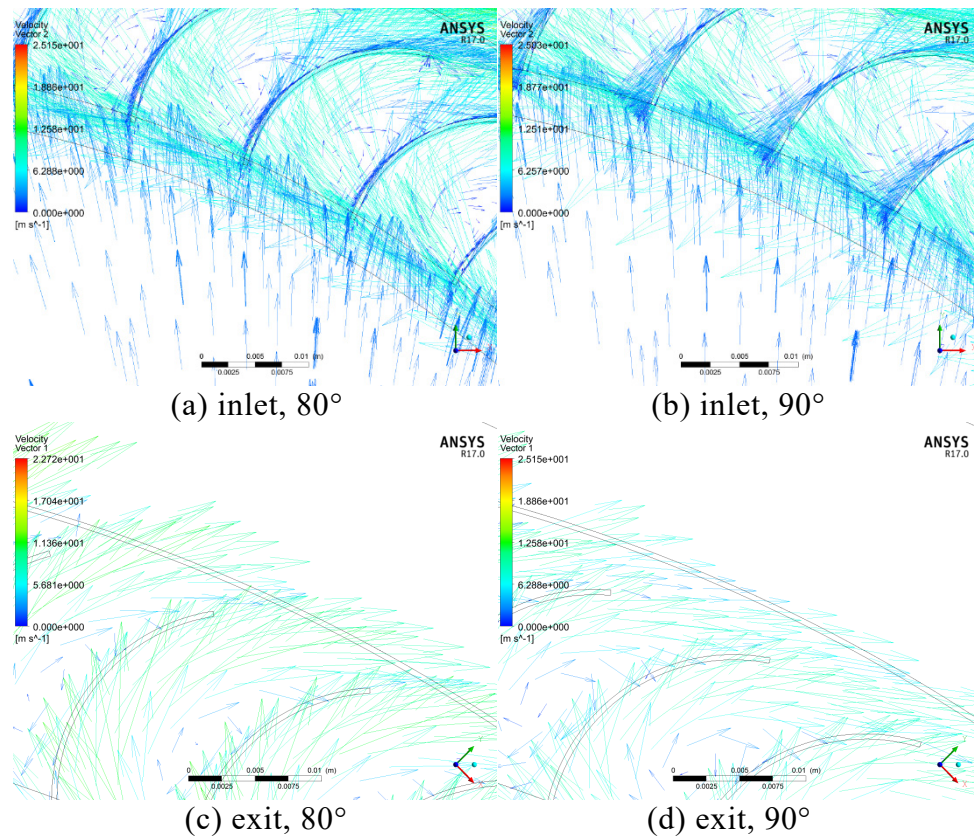 Velocity
Vector 2
2.515e+001
1.886e+001
1.258e+001
6.288e+000
0.000e+000
[m s^-1]
ANSYS
R17.0
0 0.005 0.01 (m)
0.0025 0.0075
(a) inlet, 80°
Velocity
Vector 2
2.503e+001
1.877e+001
1.251e+001
6.257e+000
0.000e+000
[m s^-1]
ANSYS
R17.0
0 0.005 0.01 (m)
0.0025 0.0075
(b) inlet, 90°
Velocity
Vector 1
2.272e+001
1.704e+001
1.136e+001
5.681e+000
0.000e+000
[m s^-1]
ANSYS
R17.0
0 0.005 0.01 (m)
0.0025 0.0075
(c) exit, 80°
Velocity
Vector 1
2.515e+001
1.886e+001
1.258e+001
6.288e+000
0.000e+000
[m s^-1]
ANSYS
R17.0
0 0.005 0.01 (m)
0.0025 0.0075
(d) exit, 90°